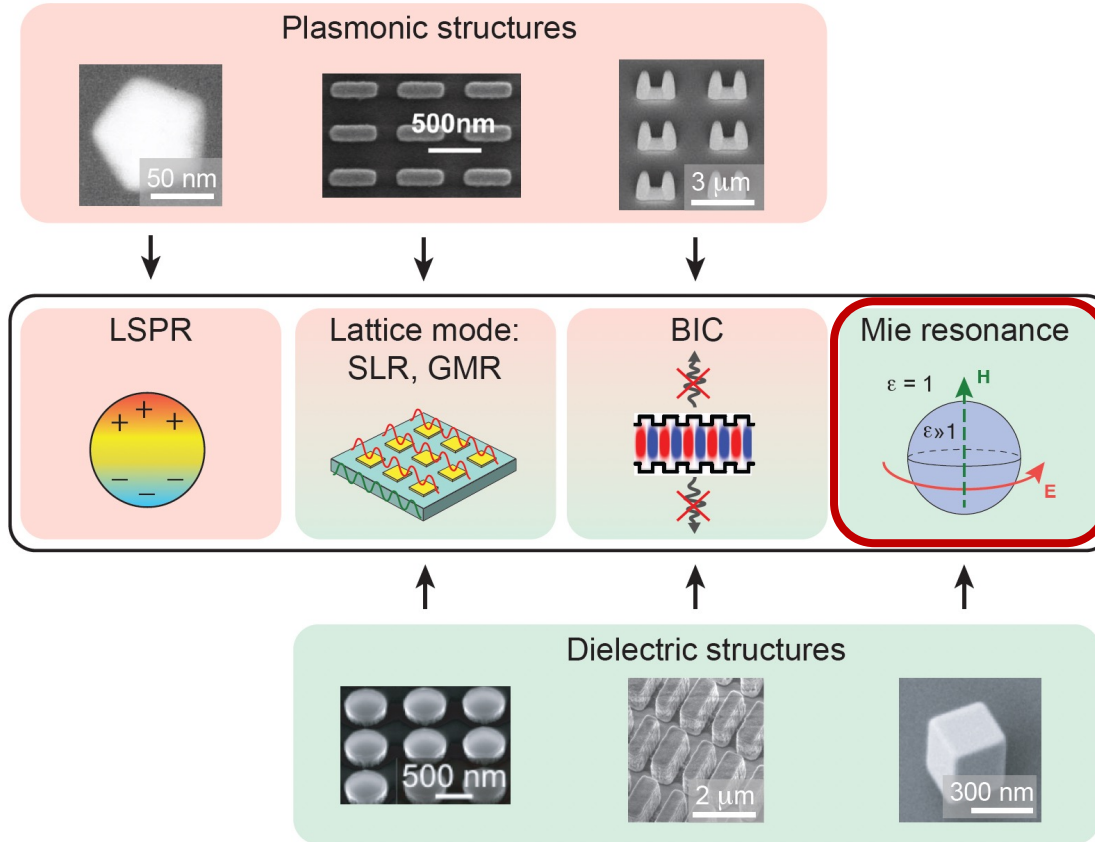 Plasmonic structures
50 nm
500nm
3 μm
LSPR
+ + +
− − −
Lattice mode:
SLR, GMR
BIC
Mie resonance
ε = 1
H
ε»1
E
Dielectric structures
500 nm
2 μm
300 nm